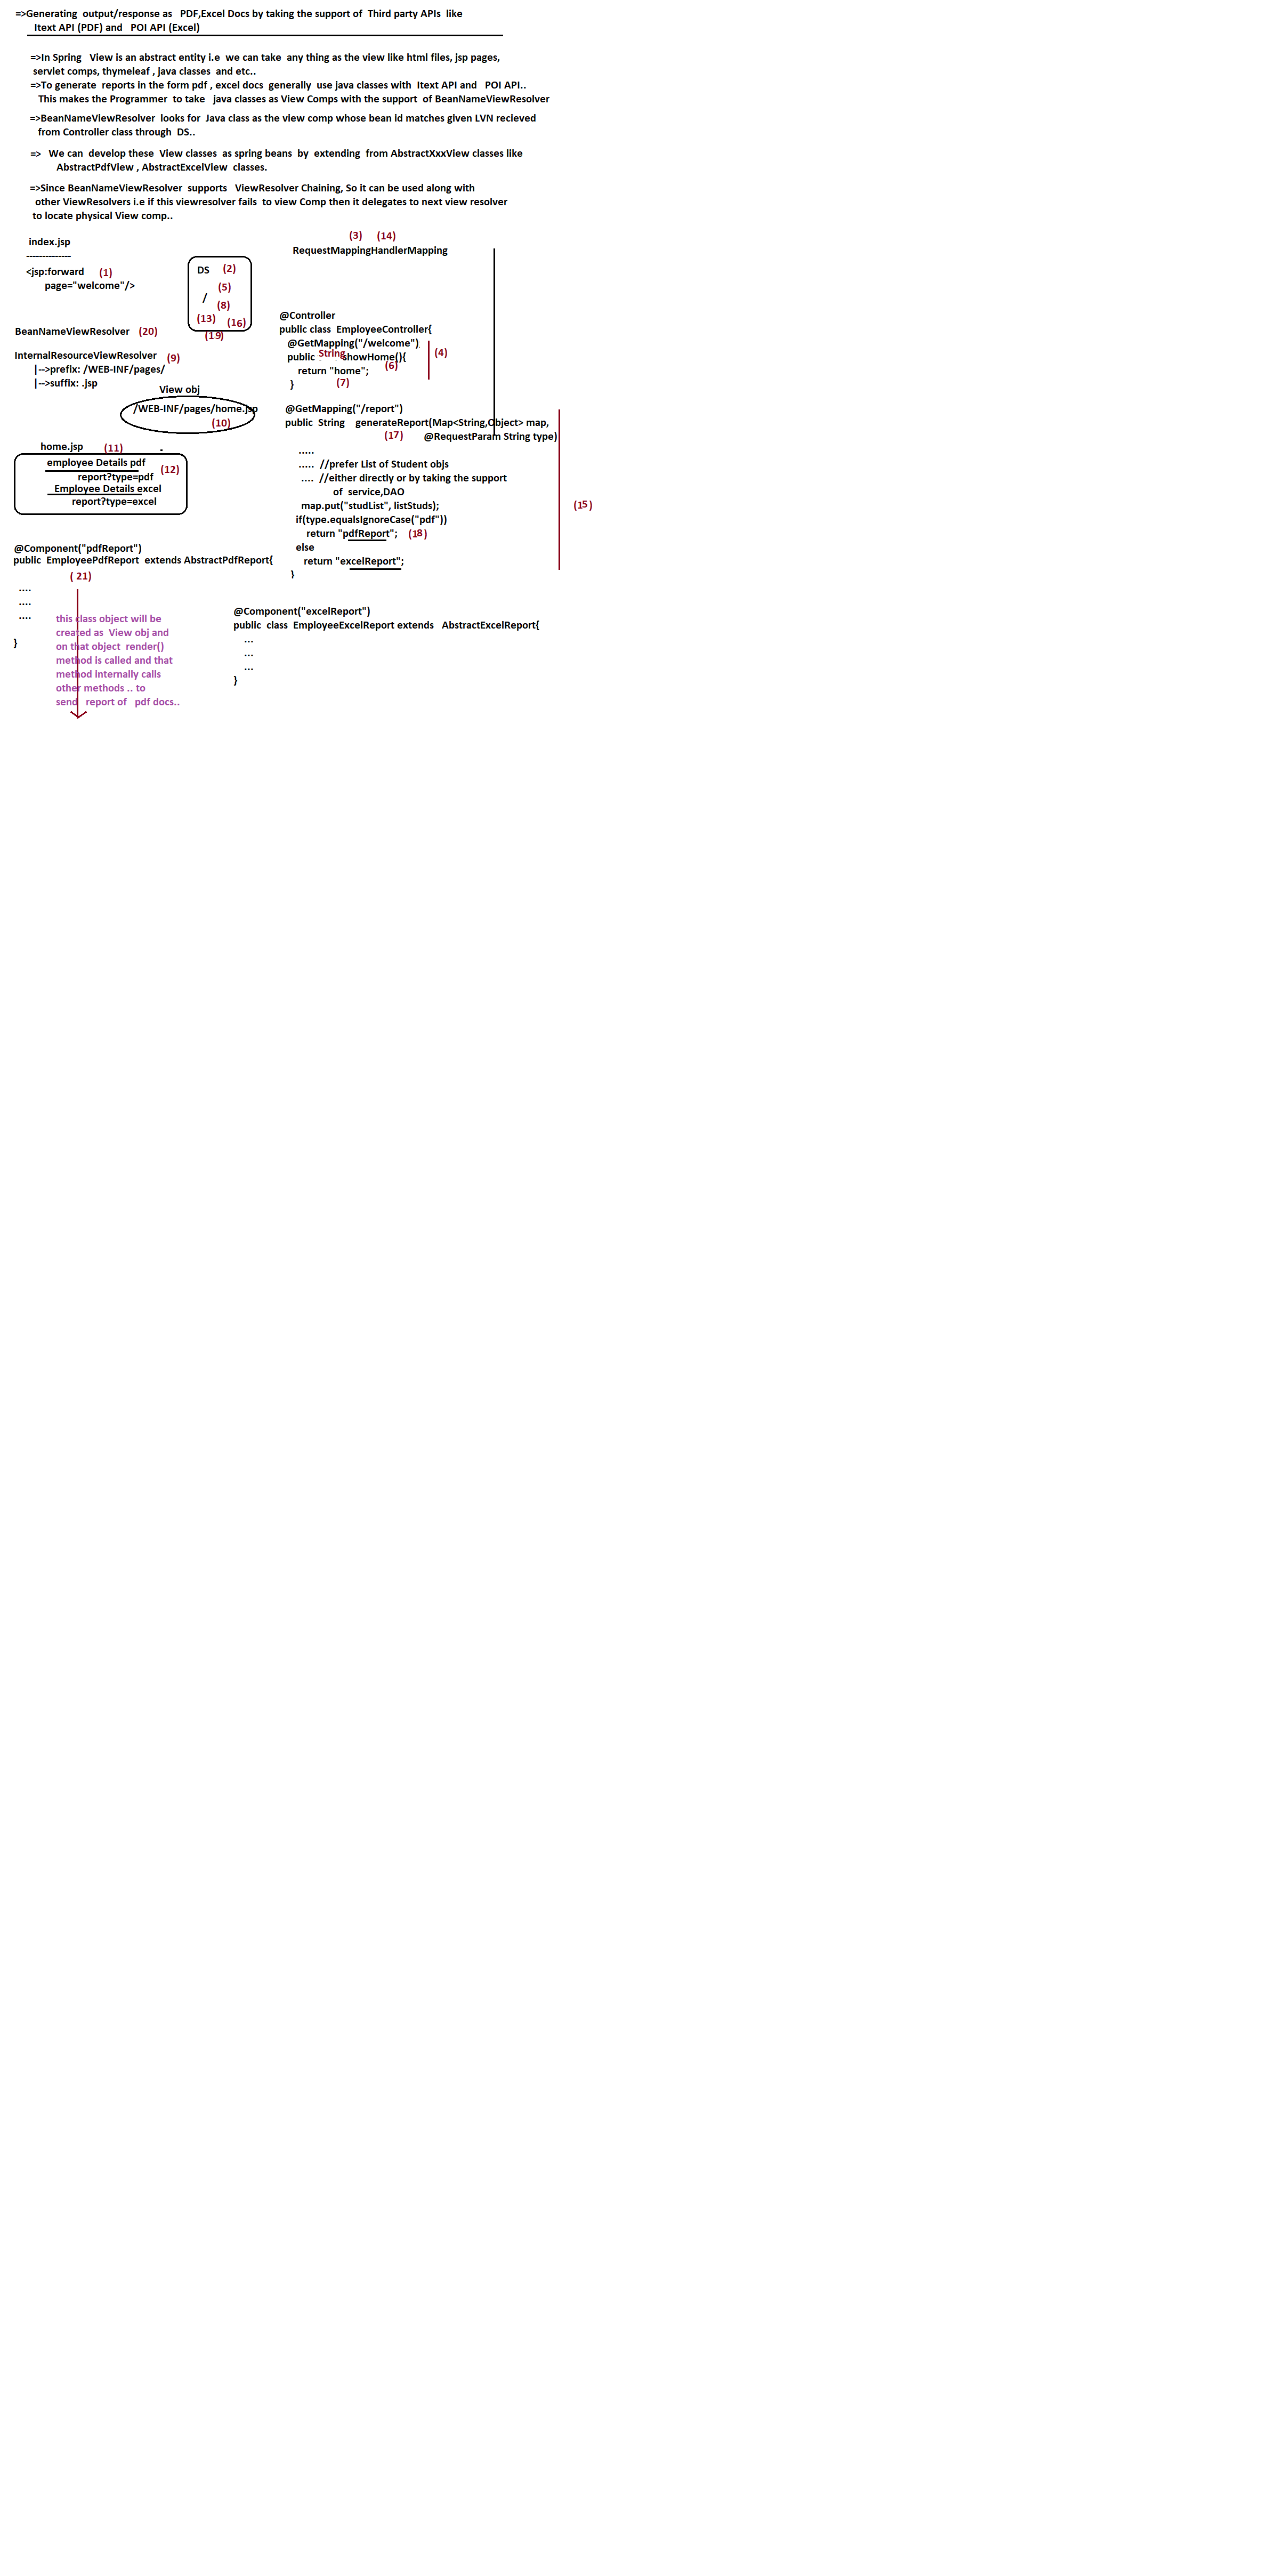 =>Generating output/response as PDF,Excel Docs by taking the support of Third party APIs like
Itext API (PDF) and POI API (Excel)
=>In Spring View is an abstract entity i.e we can take any thing as the view like html files, jsp pages,
servlet comps, thymeleaf , java classes and etc..
=>To generate reports in the form pdf , excel docs generally use java classes with Itext API and POI API..
This makes the Programmer to take java classes as View Comps with the support of BeanNameViewResolver
=>BeanNameViewResolver looks for Java class as the view comp whose bean id matches given LVN recieved
from Controller class through DS..
=> We can develop these View classes as spring beans by extending from AbstractXxxView classes like
AbstractPdfView , AbstractExcelView classes.
=>Since BeanNameViewResolver supports ViewResolver Chaining, So it can be used along with
other ViewResolvers i.e if this viewresolver fails to view Comp then it delegates to next view resolver
to locate physical View comp..
index.jsp
--------------
<jsp:forward (1)
page="welcome"/>
DS (2)
(5)
/
(8)
(13) (16)
(19)
(3) (14)
RequestMappingHandlerMapping
BeanNameViewResolver (20)
InternalResourceViewResolver (9)
|-->prefix: /WEB-INF/pages/
|-->suffix: .jsp
View obj
/WEB-INF/pages/home.jsp
(10)
home.jsp (11)
employee Details pdf
(12)
report?type=pdf
Employee Details excel
report?type=excel
@Controller
public class EmployeeController{
@GetMapping("/welcome")
public String showHome(){
(4)
return "home"; (6)
} (7)
@GetMapping("/report")
public String generateReport(Map<String,Object> map,
(17) @RequestParam String type)
.....
..... //prefer List of Student objs
.... //either directly or by taking the support
of service,DAO
map.put("studList", listStuds);
(15)
if(type.equalsIgnoreCase("pdf"))
return "pdfReport"; (18)
else
return "excelReport";
}
@Component("pdfReport")
public EmployeePdfReport extends AbstractPdfReport{
( 21)
....
....
....
}
this class object will be
created as View obj and
on that object render()
method is called and that
method internally calls
other methods .. to
send report of pdf docs..
@Component("excelReport")
public class EmployeeExcelReport extends AbstractExcelReport{
...
...
...
}